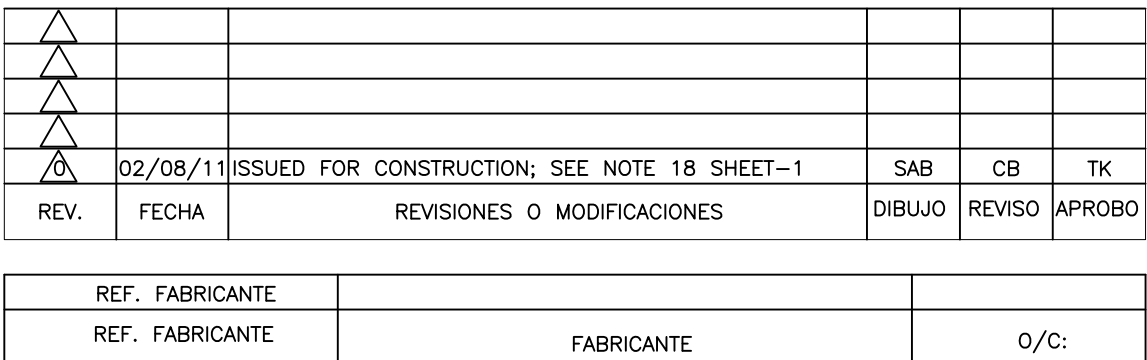 0 02/08/11 ISSUED FOR CONSTRUCTION; SEE NOTE 18 SHEET-1 SAB CB TK
REV. FECHA REVISIONES O MODIFICACIONES DIBUJO REVISO APROBO
REF. FABRICANTE
REF. FABRICANTE FABRICANTE O/C: